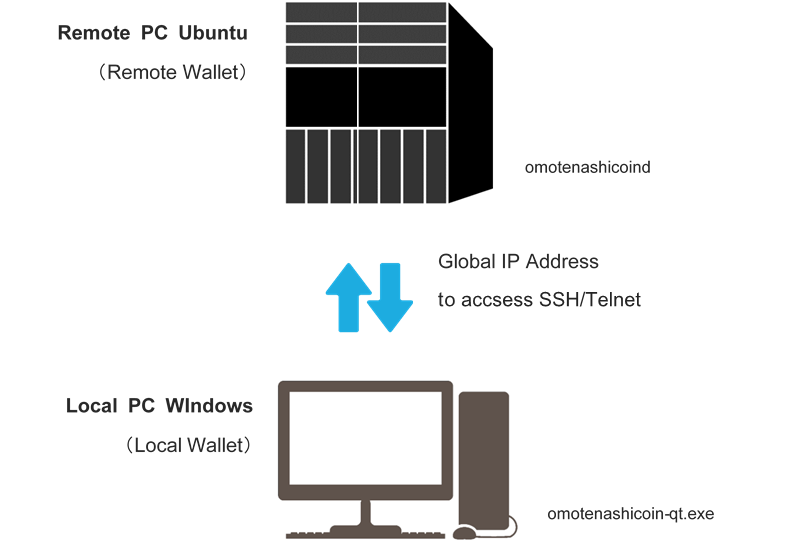 Remote PC Ubuntu
（Remote Wallet）
omotenashicoind
Global IP Address
to accsess SSH/Telnet
Local PC WIndows
（Local Wallet）
omotenashicoin-qt.exe